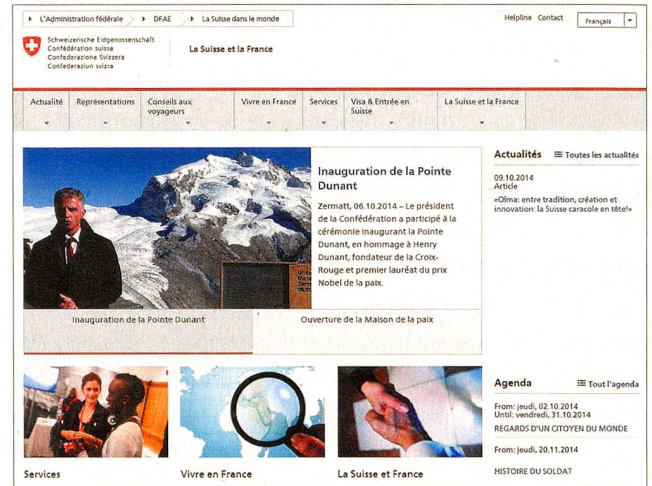 L'Administration fédérale
DFAE
La Suisse dans le monde
Helpline Contact
Français
Schweizerische Eidgenossenschaft
Confédération suisse
Confederazione Svizzera
Confederaziun svizra
La Suisse et la France
Actualité
Représentations
Conseils aux
voyageurs
Vivre en France
Services
Visa & Entrée en
Suisse
La Suisse et la France
Inauguration de la Pointe
Dunant
Zermatt, 06.10.2014 – Le président
de la Confédération a participé à la
cérémonie inaugurant la Pointe
Dunant, en hommage à Henry
Dunant, fondateur de la Croix-
Rouge et premier lauréat du prix
Nobel de la paix.
Inauguration de la Pointe Dunant
Ouverture de la Maison de la paix
Actualités
Toutes les actualités
09.10.2014
Article
«Olma: entre tradition, création et
innovation: la Suisse caracole en tête!»
Services
Vivre en France
La Suisse et France
Agenda
Tout l'agenda
From: jeudi, 02.10.2014
Until: vendredi, 31.10.2014
REGARDS D'UN CITOYEN DU MONDE
From: jeudi, 20.11.2014
HISTOIRE DU SOLDAT